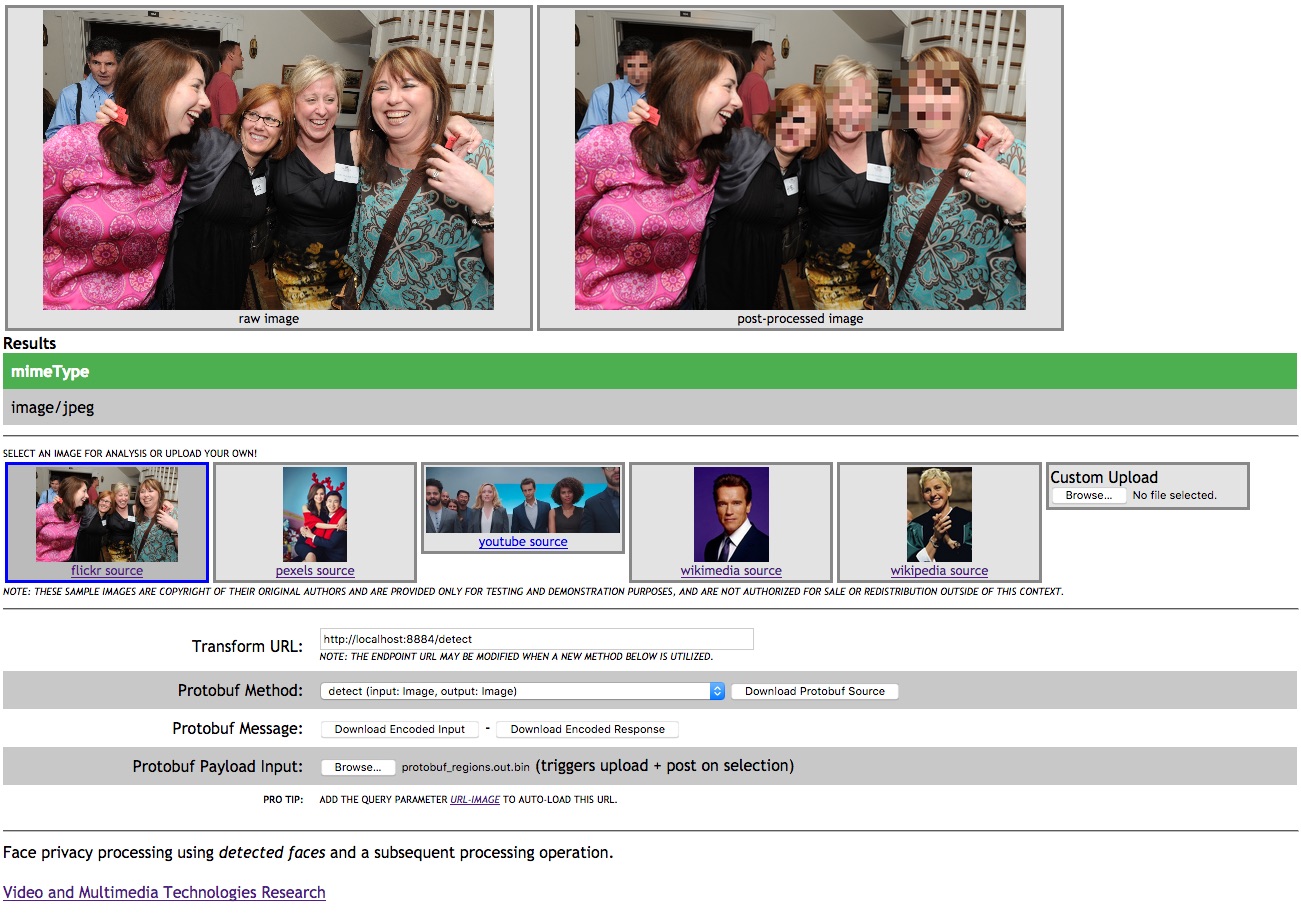 raw image
post-processed image
Results
mimeType
image/jpeg
SELECT AN IMAGE FOR ANALYSIS OR UPLOAD YOUR OWN!
flickr source
pexels source
youtube source
wikimedia source
wikipedia source
Custom Upload
Browse... No file selected.
NOTE: THESE SAMPLE IMAGES ARE COPYRIGHT OF THEIR ORIGINAL AUTHORS AND ARE PROVIDED ONLY FOR TESTING AND DEMONSTRATION PURPOSES, AND ARE NOT AUTHORIZED FOR SALE OR REDISTRIBUTION OUTSIDE OF THIS CONTEXT.
Transform URL: http://localhost:8884/detect
NOTE: THE ENDPOINT URL MAY BE MODIFIED WHEN A NEW METHOD BELOW IS UTILIZED.
Protobuf Method: detect (input: Image, output: Image) Download Protobuf Source
Protobuf Message: Download Encoded Input - Download Encoded Response
Protobuf Payload Input: Browse... protobuf_regions.out.bin (triggers upload + post on selection)
PRO TIP: ADD THE QUERY PARAMETER URL-IMAGE TO AUTO-LOAD THIS URL.
Face privacy processing using detected faces and a subsequent processing operation.
Video and Multimedia Technologies Research